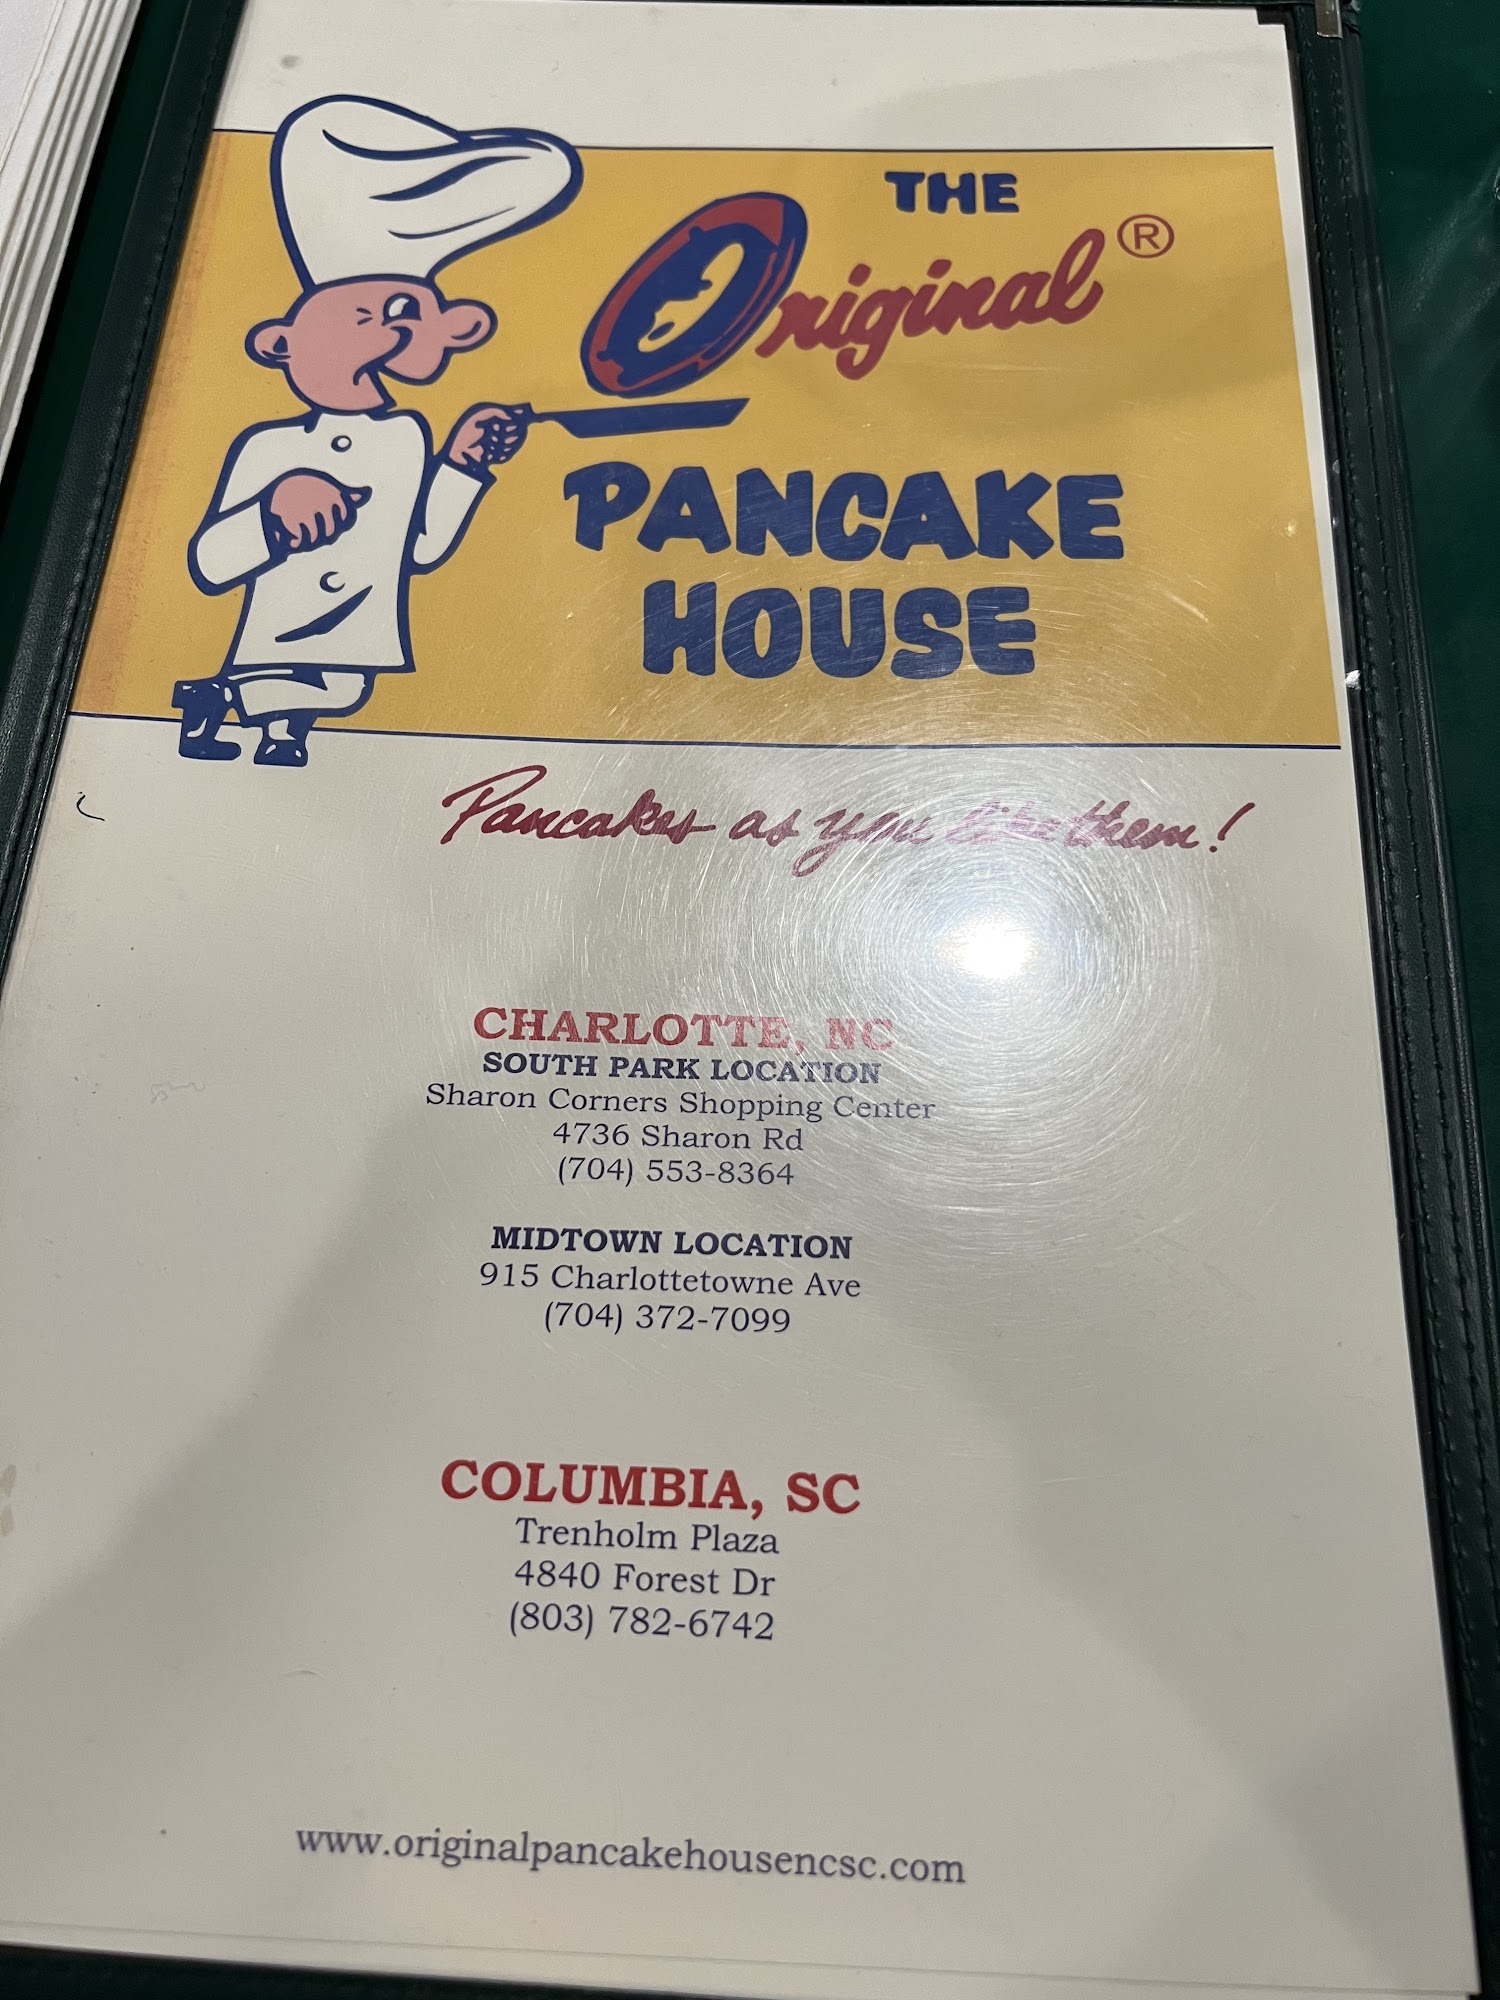 THE
Original ®
PANCAKE
HOUSE
Pancakes as you like them!
CHARLOTTE, NC
SOUTH PARK LOCATION
Sharon Corners Shopping Center
4736 Sharon Rd
(704) 553-8364
MIDTOWN LOCATION
915 Charlottetowne Ave
(704) 372-7099
COLUMBIA, SC
Trenholm Plaza
4840 Forest Dr
(803) 782-6742
www.originalpancakehousencsc.com